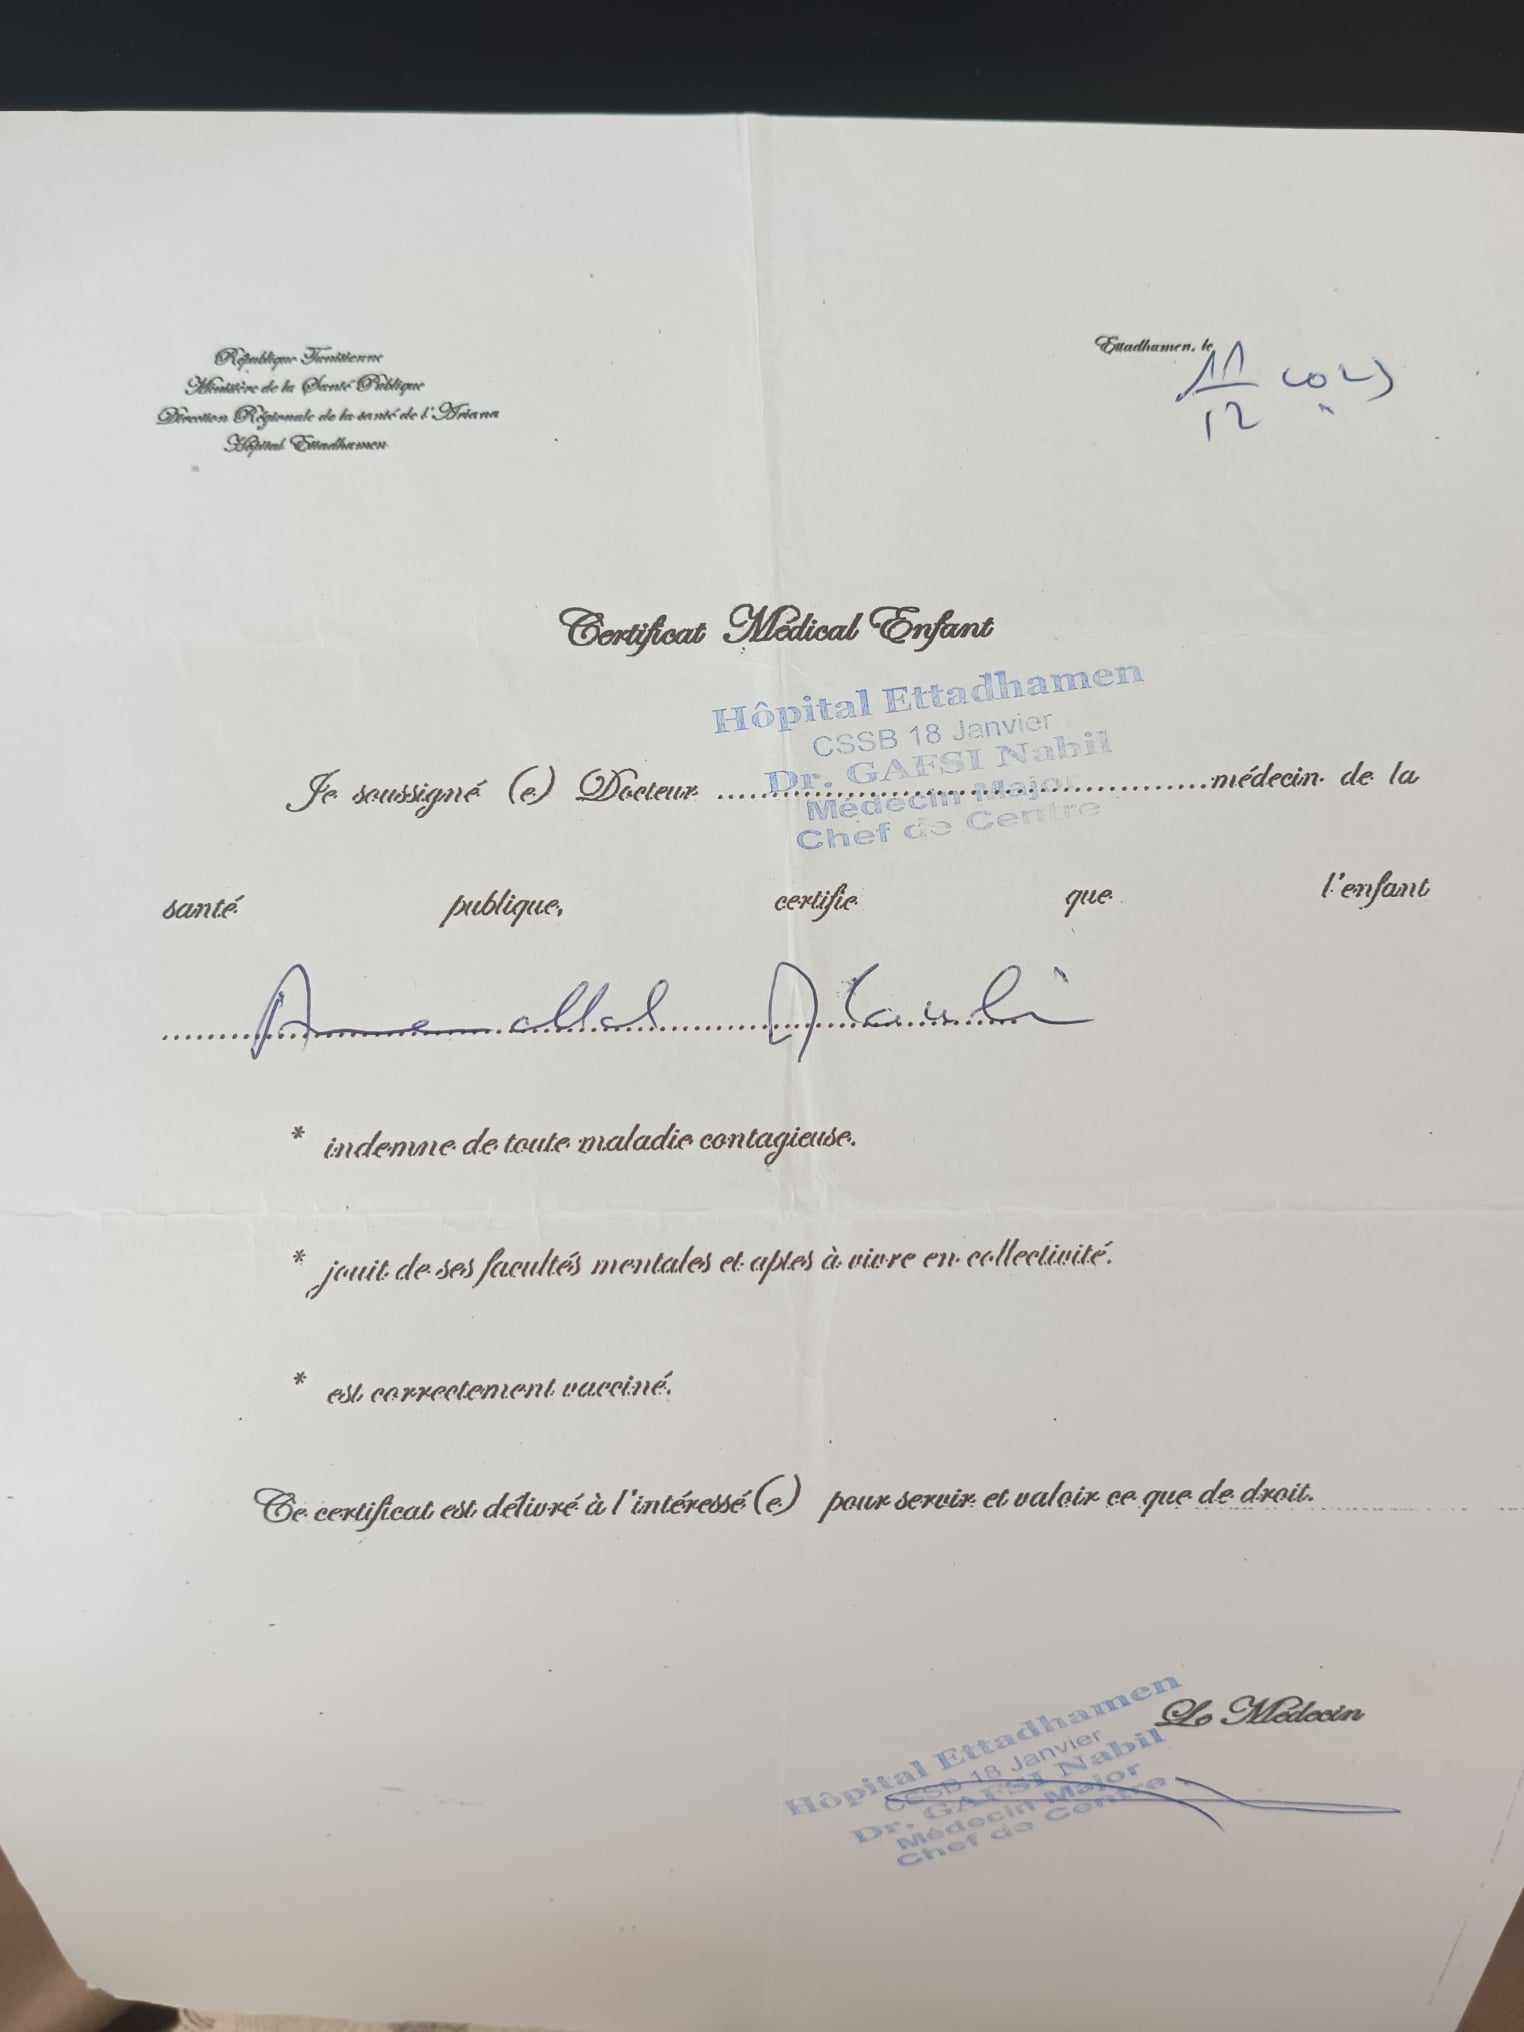 République Tunisienne
Ministère de la Santé Publique
Direction Régionale de la santé de l'Ariana
Hôpital Ettadhamen
Ettadhamen, le
11
12
Certificat Médical Enfant
Hôpital Ettadhamen
CSSB 18 Janvier
Dr. GAFSI Nabil
Médecin Major
Chef de Centre
Je soussigné (e) Docteur ................................................ médecin de la
santé publique, certifie que l'enfant
* indemne de toute maladie contagieuse.
* jouit de ses facultés mentales et aptes à vivre en collectivité.
* est correctement vacciné.
Ce certificat est délivré à l'intéressé (e) pour servir et valoir ce que de droit.
Le Médecin
Hôpital Ettadhamen
CSSB 18 Janvier
Dr. GAFSI Nabil
Médecin Major
Chef de Centre